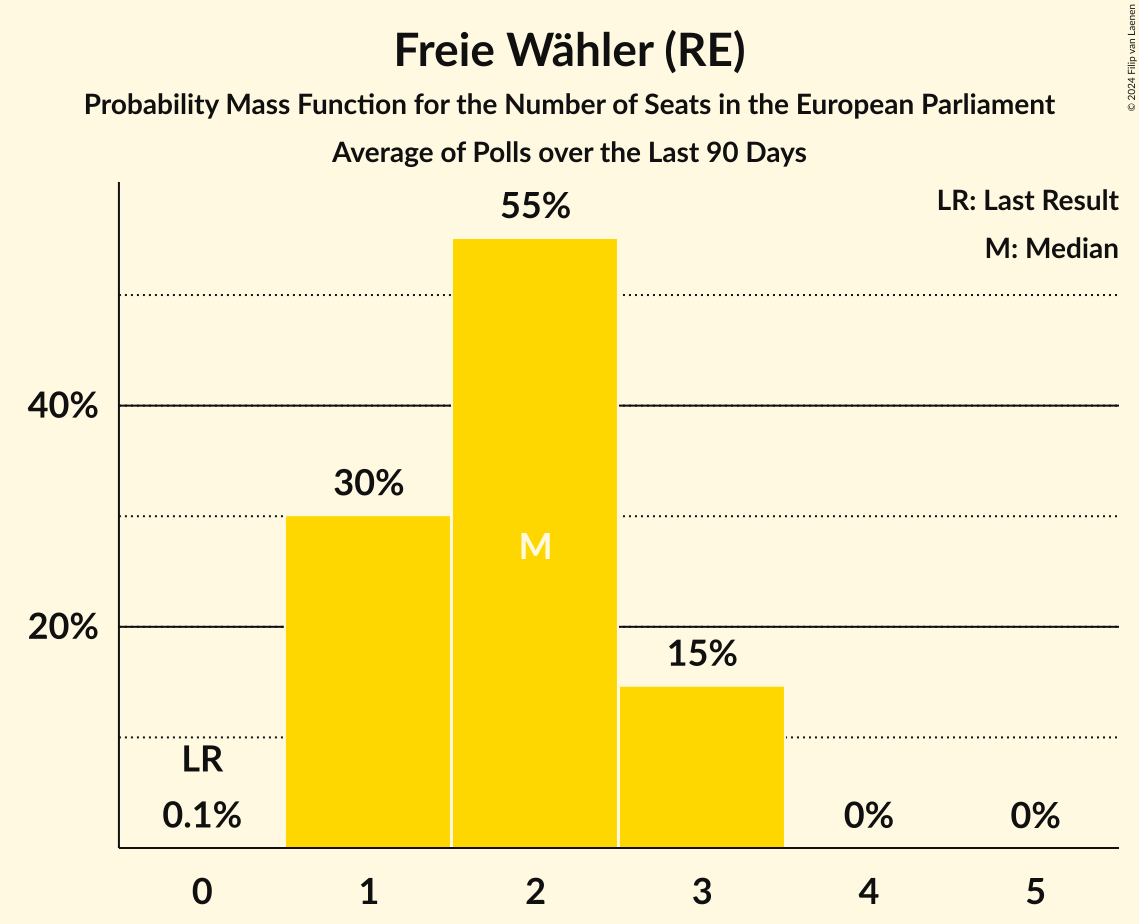 Freie Wähler (RE)
Probability Mass Function for the Number of Seats in the European Parliament
Average of Polls over the Last 90 Days
© 2024 Filip van Laenen
LR: Last Result
M: Median
55%
40%
30%
M
20%
15%
LR
0.1%
0%
0%
0 1 2 3 4 5